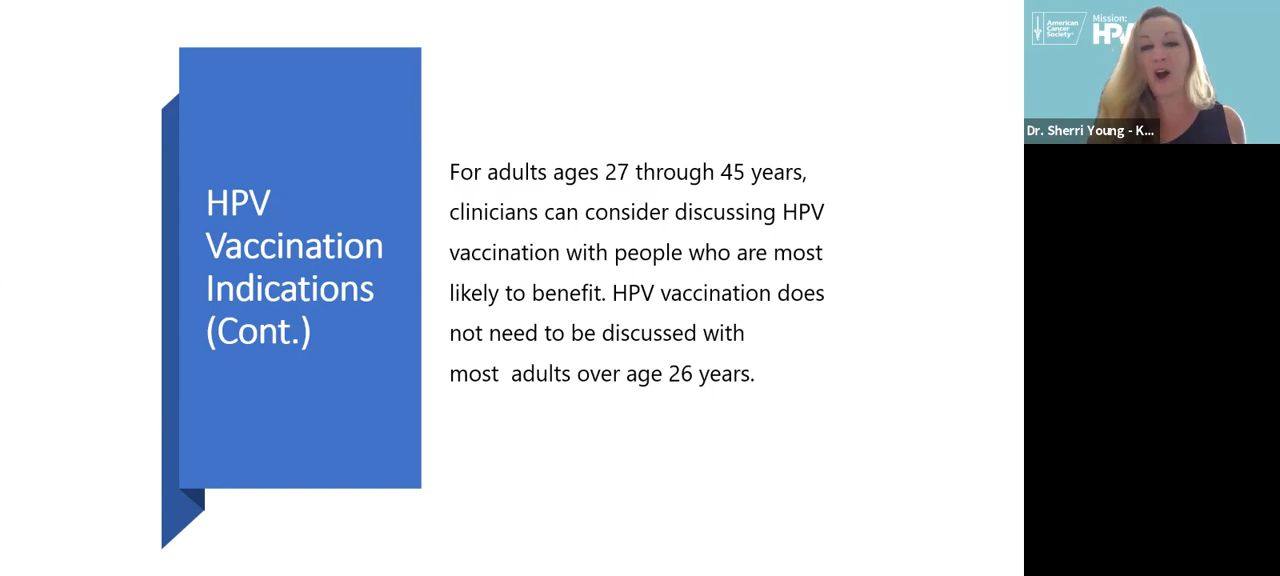 HPV
Vaccination
Indications
(Cont.)
For adults ages 27 through 45 years,
clinicians can consider discussing HPV
vaccination with people who are most
likely to benefit. HPV vaccination does
not need to be discussed with
most  adults over age 26 years.
American
Cancer
Society
Mission:
Dr. Sherri Young - K...